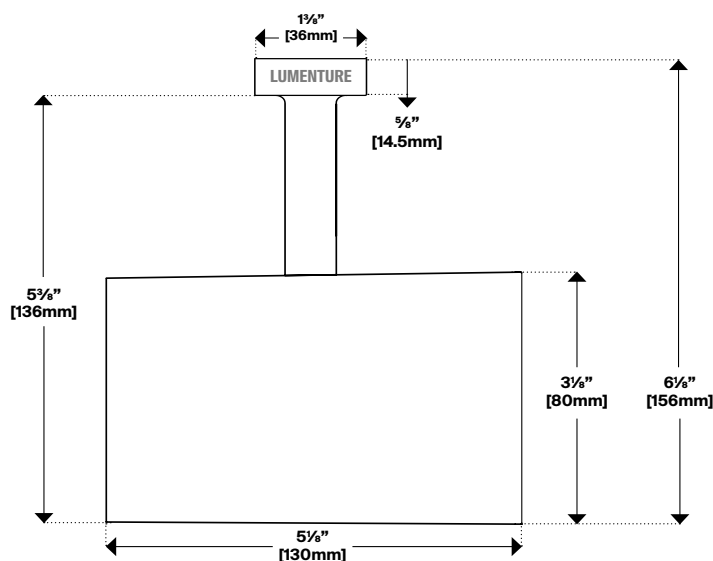 1⅜”
[36mm]
LUMENTURE
⅝”
[14.5mm]
5⅜”
[136mm]
3⅛”
[80mm]
6⅛”
[156mm]
5⅛”
[130mm]